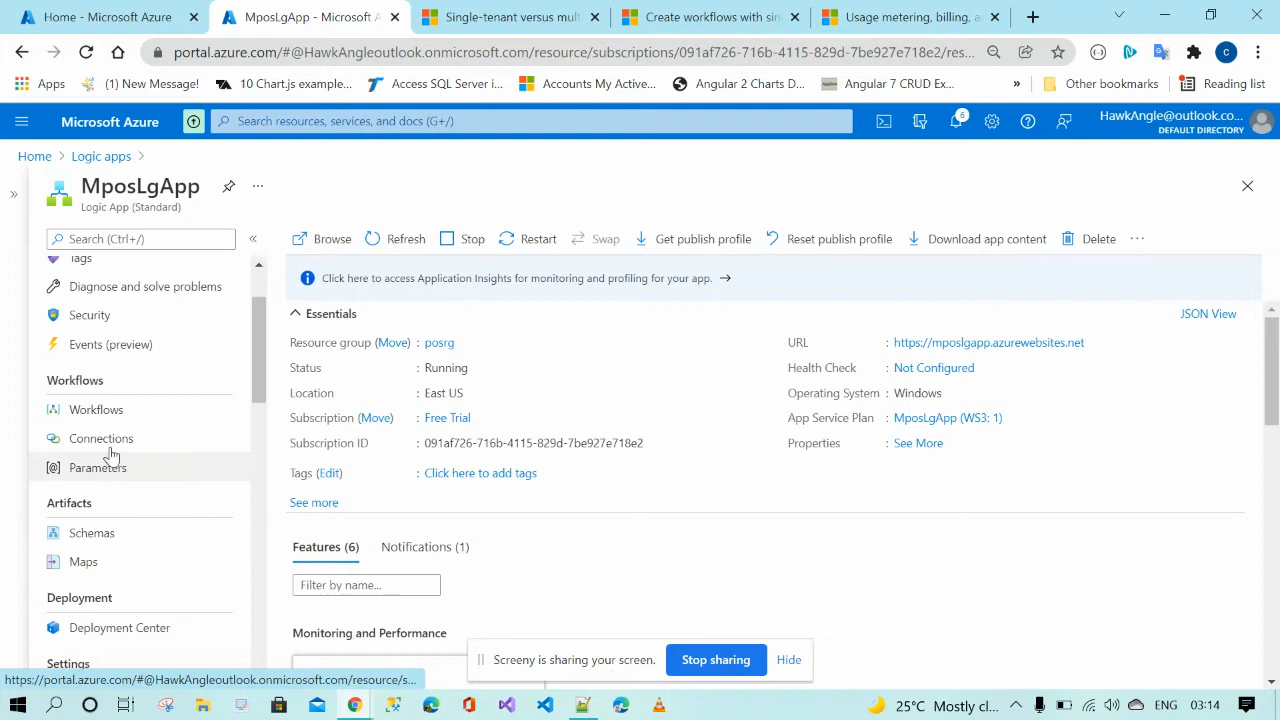 Home - Microsoft Azure
MposLgApp - Microsoft A
Single-tenant versus mult
Create workflows with sin
Usage metering, billing, a
portal.azure.com/#@HawkAngleoutlook.onmicrosoft.com/resource/subscriptions/091af726-716b-4115-829d-7be927e718e2/res...
C
Apps
(1) New Message!
10 Chart.js example...
Access SQL Server i...
Accounts My Active...
Angular 2 Charts D...
Angular 7 CRUD Ex...
»
Other bookmarks
Reading list
Microsoft Azure
Search resources, services, and docs (G+/)
6
HawkAngle@outlook.co...
DEFAULT DIRECTORY
Home > Logic apps >
MposLgApp
Logic App (Standard)
Search (Ctrl+/)
Browse
Refresh
Stop
Restart
Swap
Get publish profile
Reset publish profile
Download app content
Delete
Tags
Diagnose and solve problems
Security
Events (preview)
Workflows
Workflows
Connections
Parameters
Artifacts
Schemas
Maps
Deployment
Deployment Center
Settings
Click here to access Application Insights for monitoring and profiling for your app.
Essentials
JSON View
Resource group (Move) : posrg
Status : Running
Location : East US
Subscription (Move) : Free Trial
Subscription ID : 091af726-716b-4115-829d-7be927e718e2
Tags (Edit) : Click here to add tags
See more
URL : https://mposlgapp.azurewebsites.net
Health Check : Not Configured
Operating System : Windows
App Service Plan : MposLgApp (WS3: 1)
Properties : See More
Features (6)
Notifications (1)
Filter by name...
Monitoring and Performance
Screeny is sharing your screen.
Stop sharing
Hide
https://portal.azure.com/#@HawkAngleoutlook.onmicrosoft.com/resource/s...
25°C Mostly cl...
ENG
03:14